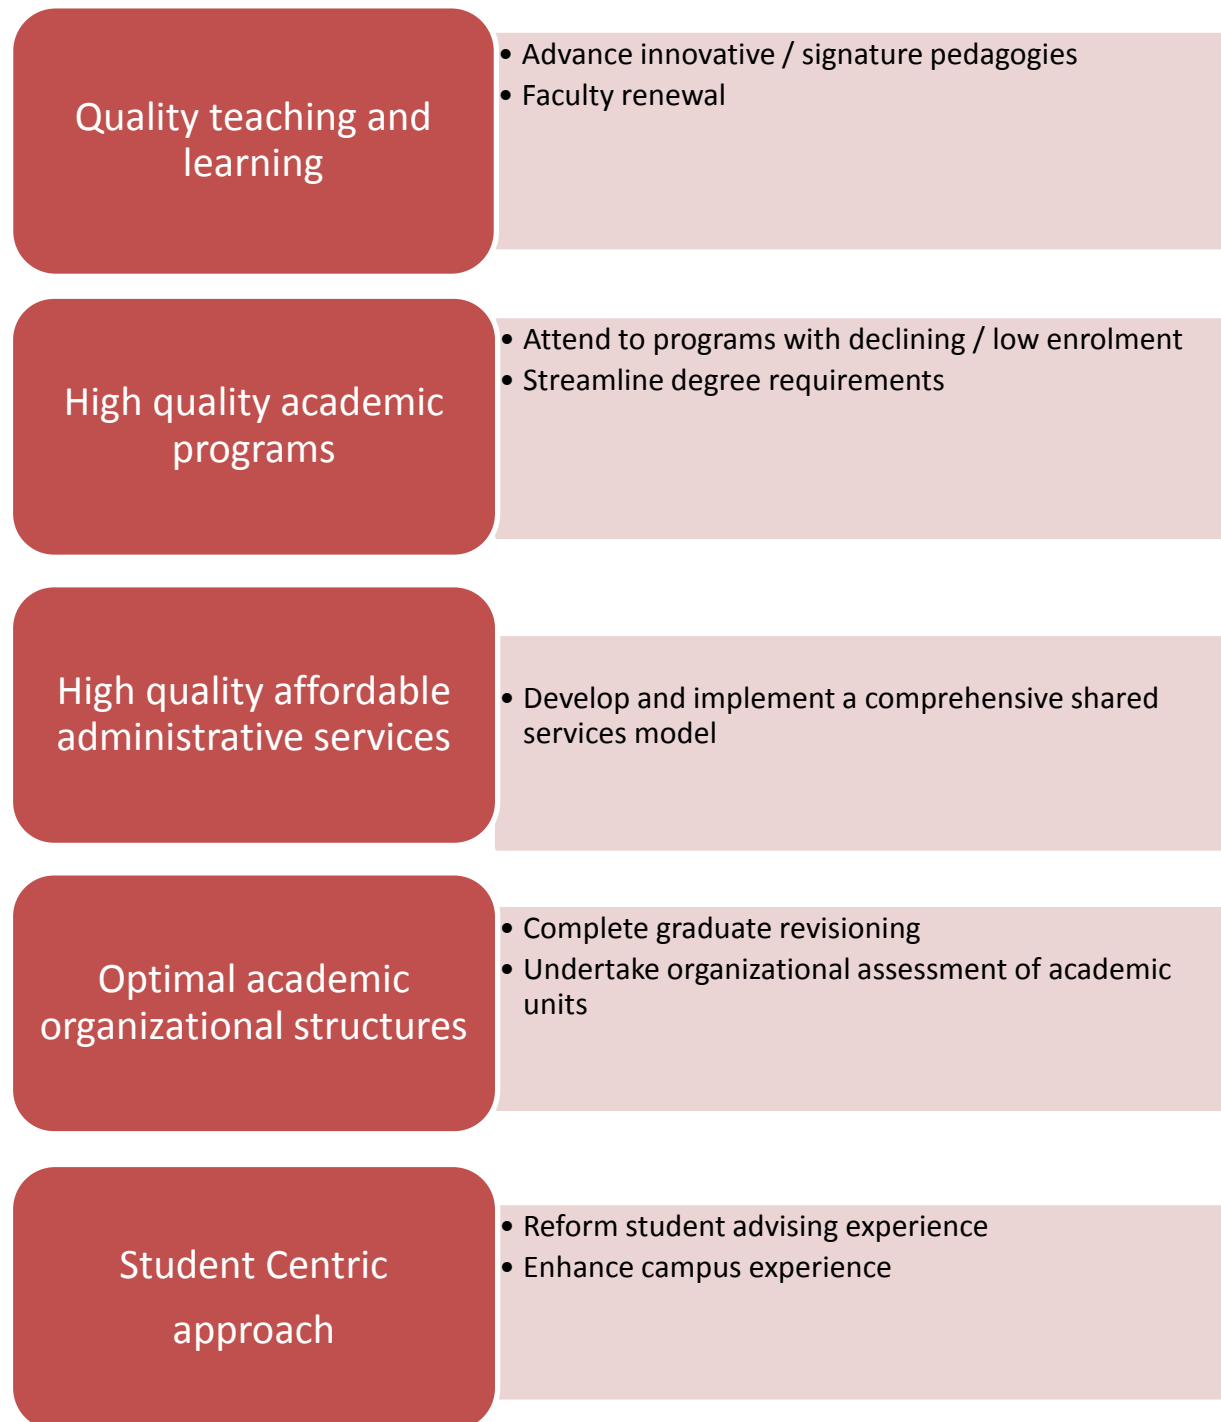 Quality teaching and
learning
• Advance innovative / signature pedagogies
• Faculty renewal
High quality academic
programs
• Attend to programs with declining / low enrolment
• Streamline degree requirements
High quality affordable
administrative services
• Develop and implement a comprehensive shared
services model
Optimal academic
organizational structures
• Complete graduate revisioning
• Undertake organizational assessment of academic
units
Student Centric
approach
• Reform student advising experience
• Enhance campus experience